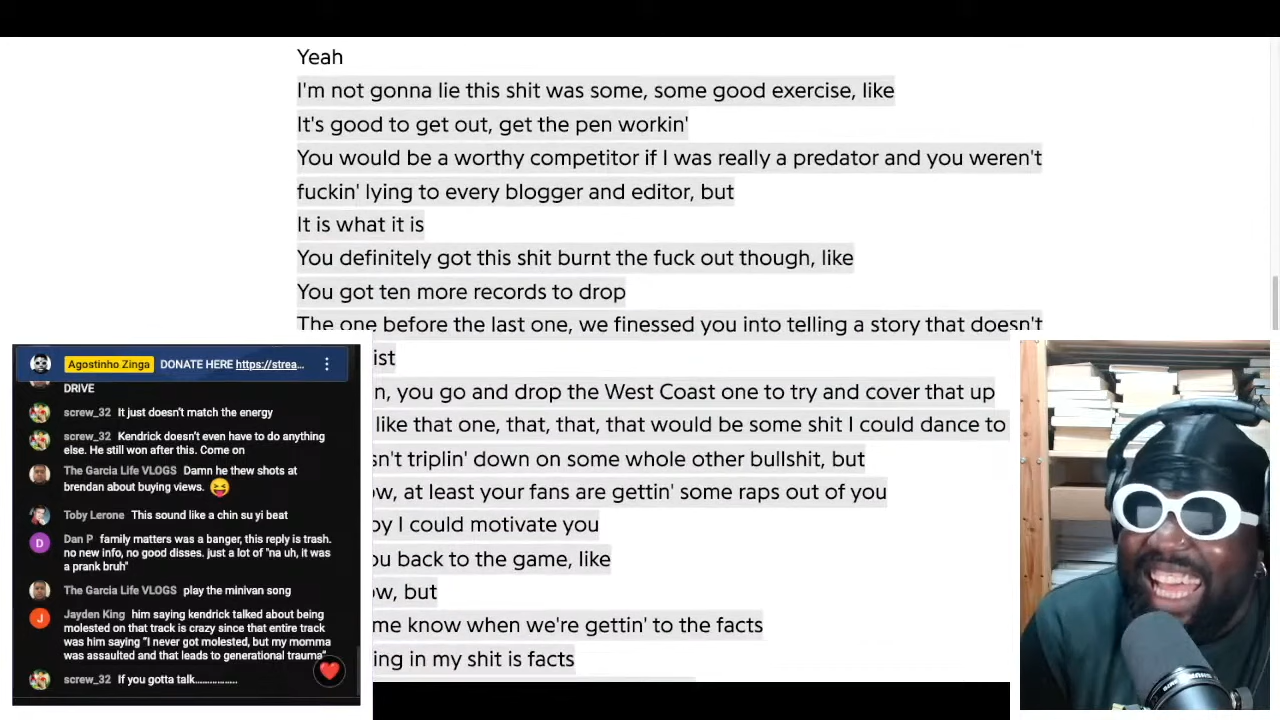 Yeah
I'm not gonna lie this shit was some, some good exercise, like
It's good to get out, get the pen workin'
You would be a worthy competitor if I was really a predator and you weren't
fuckin' lying to every blogger and editor, but
It is what it is
You definitely got this shit burnt the fuck out though, like
You got ten more records to drop
The one before the last one, we finessed you into telling a story that doesn't
ist
n, you go and drop the West Coast one to try and cover that up
like that one, that, that, that would be some shit I could dance to
sn't triplin' down on some whole other bullshit, but
ow, at least your fans are gettin' some raps out of you
py I could motivate you
ou back to the game, like
ow, but
me know when we're gettin' to the facts
ing in my shit is facts
Agostinho Zinga DONATE HERE https://strea...
DRIVE
screw_32 It just doesn't match the energy
screw_32 Kendrick doesn't even have to do anything
else. He still won after this. Come on
The Garcia Life VLOGS Damn he thew shots at
brendan about buying views. 😝
Toby Lerone This sound like a chin su yi beat
Dan P family matters was a banger, this reply is trash.
no new info, no good disses. just a lot of "na uh, it was
a prank bruh"
The Garcia Life VLOGS play the minivan song
Jayden King him saying kendrick talked about being
molested on that track is crazy since that entire track
was him saying "I never got molested, but my momma
was assaulted and that leads to generational trauma"
screw_32 If you gotta talk................